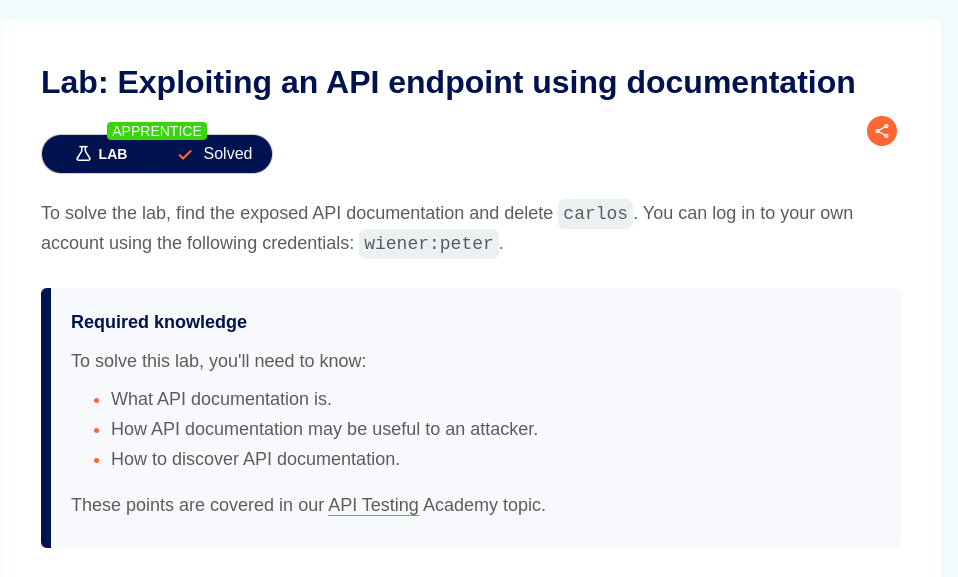 Lab: Exploiting an API endpoint using documentation
APPRENTICE
LAB
Solved
To solve the lab, find the exposed API documentation and delete carlos. You can log in to your own
account using the following credentials: wiener:peter.
Required knowledge
To solve this lab, you'll need to know:
What API documentation is.
How API documentation may be useful to an attacker.
How to discover API documentation.
These points are covered in our API Testing Academy topic.